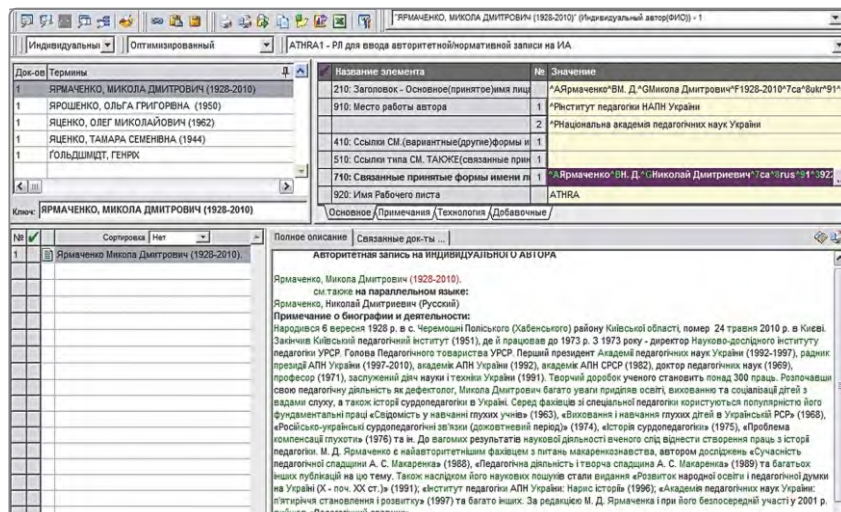 "ЯРМАЧЕНКО, МИКОЛА ДМИТРОВИЧ (1928-2010)" (Индивидуальный автор(ФИО)) - 1
Индивидуальны
Оптимизированный
ATHRA1 - РЛ для ввода авторитетной/нормативной записи на ИА
Док-ов Термины
1 ЯРМАЧЕНКО, МИКОЛА ДМИТРОВИЧ (1928-2010)
1 ЯРОШЕНКО, ОЛЬГА ГРИГОРІВНА (1950)
1 ЯЦЕНКО, ОЛЕГ МИКОЛАЙОВИЧ (1962)
1 ЯЦЕНКО, ТАМАРА СЕМЕНІВНА (1944)
1 ҐОЛЬДШМІДТ, ГЕНРІХ
Ключ: ЯРМАЧЕНКО, МИКОЛА ДМИТРОВИЧ (1928-2010)
Название элемента № Значение
210: Заголовок - Основное(принятое)имя лиц ^AЯрмаченко^BМ. Д.^GМикола Дмитрович^F1928-2010^7ca^8ukr^91^
910: Место работы автора 1 ^PІнститут педагогіки НАПН України
2 ^PНаціональна академія педагогічних наук України
410: Ссылки СМ.(вариантные(другие)формы и 1
510: Ссылки типа СМ. ТАКЖЕ(связанные прин 1
710: Связанные принятые формы имени л 1 ^AЯрмаченко^BН. Д.^GНиколай Дмитриевич^7ca^8rus^91^392
920: Имя Рабочего листа ATHRA
Основное Примечания Технология Добавочные
№ Сортировка Нет
1 Ярмаченко Микола Дмитрович (1928-2010).
Полное описание Связанные док-ты ...
Авторитетная запись на ИНДИВИДУАЛЬНОГО АВТОРА
Ярмаченко, Микола Дмитрович (1928-2010).
см.также на параллельном языке:
Ярмаченко, Николай Дмитриевич (Русский)
Примечание о биографии и деятельности:
Народився 6 вересня 1928 р. в с. Черемошні Поліського (Хабенського) району Київської області, помер 24 травня 2010 р. в Києві.
Закінчив Київський педагогічний інститут (1951), де й працював до 1973 р. З 1973 року - директор Науково-дослідного інституту
педагогіки УРСР. Голова Педагогічного товариства УРСР. Перший президент Академії педагогічних наук України (1992-1997), радник
президії АПН України (1997-2010), академік АПН України (1992), академік АПН СРСР (1982), доктор педагогічних наук (1969),
професор (1971), заслужений діяч науки і техніки України (1991). Творчий доробок ученого становить понад 300 праць. Розпочавши
свою педагогічну діяльність як дефектолог, Микола Дмитрович багато уваги приділяв освіті, вихованню та соціалізації дітей з
вадами слуху, а також історії сурдопедагогіки в Україні. Серед фахівців зі спеціальної педагогіки користуються популярністю його
фундаментальні праці «Свідомість у навчанні глухих учнів» (1963), «Виховання і навчання глухих дітей в Українській РСР» (1968),
«Російсько-українські сурдопедагогічні зв'язки (дожовтневий період)» (1974), «Історія сурдопедагогіки» (1975), «Проблема
компенсації глухоти» (1976) та ін. До вагомих результатів наукової діяльності вченого слід віднести створення праць з історії
педагогіки. М. Д. Ярмаченко є найавторитетнішим фахівцем з питань макаренкознавства, автором досліджень «Сучасність
педагогічної спадщини А. С. Макаренка» (1988), «Педагогічна діяльність і творча спадщина А. С. Макаренка» (1989) та багатьох
інших публікацій на цю тему. Також наслідком його наукових пошуків стали видання «Розвиток народної освіти і педагогічної думки
на Україні (X - поч. XX ст.)» (1991); «Інститут педагогіки АПН України: Нарис історії» (1996); «Академія педагогічних наук України:
п'ятиріччя становлення і розвитку» (1997) та багато інших. За редакцією М. Д. Ярмаченка і при його безпосередній участі у 2001 р.